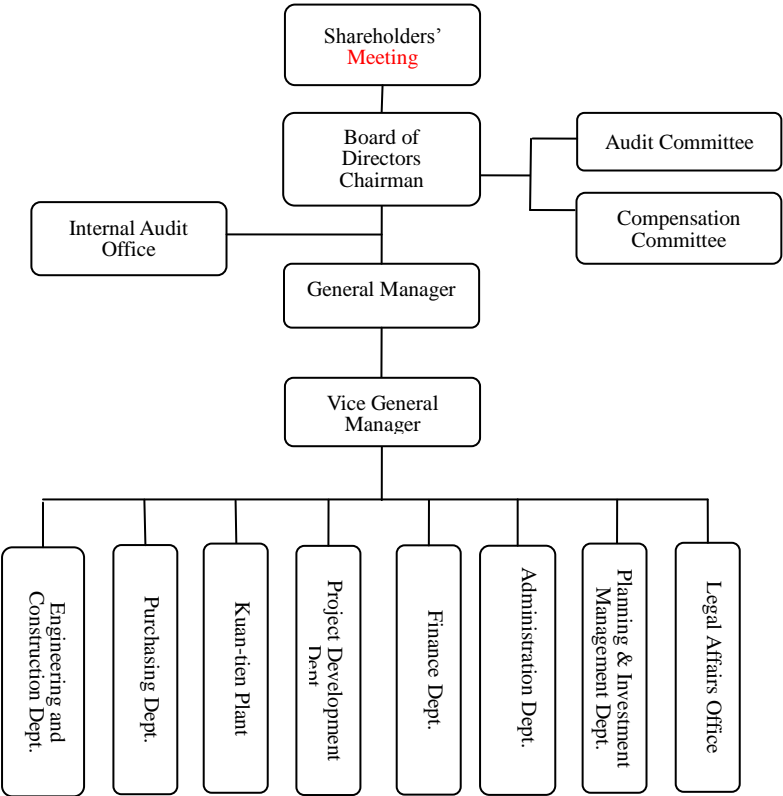 Shareholders’
Meeting
Board of
Directors
Chairman
Audit Committee
Compensation
Committee
Internal Audit
Office
General Manager
Vice General
Manager
Engineering and
Construction Dept.
Purchasing Dept.
Kuan-tien Plant
Project Development
Dept
Finance Dept.
Administration Dept.
Planning & Investment
Management Dept.
Legal Affairs Office